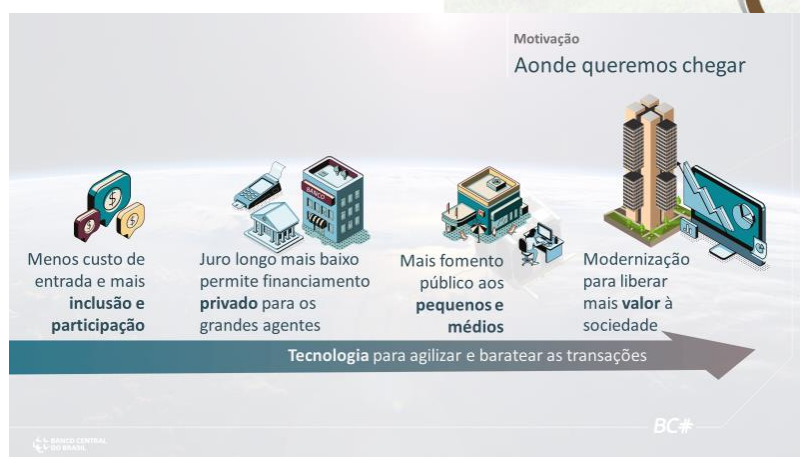 Motivação
Aonde queremos chegar
BANCO
Menos custo de
entrada e mais
inclusão e
participação
Juro longo mais baixo
permite financiamento
privado para os
grandes agentes
Mais fomento
público aos
pequenos e
médios
Modernização
para liberar
mais valor à
sociedade
Tecnologia para agilizar e baratear as transações
BC#
BANCO CENTRAL
DO BRASIL